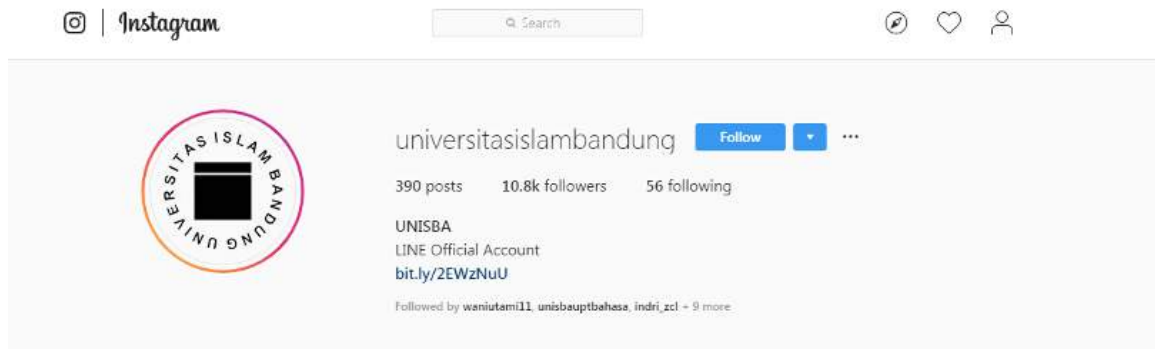 Instagram
Search
UNIVERSITAS ISLAM BANDUNG
universitasislambandung Follow ...
390 posts 10.8k followers 56 following
UNISBA
LINE Official Account
bit.ly/2EWzNuU
Followed by waniutami11, unisbauptbahasa, indri_zcl + 9 more